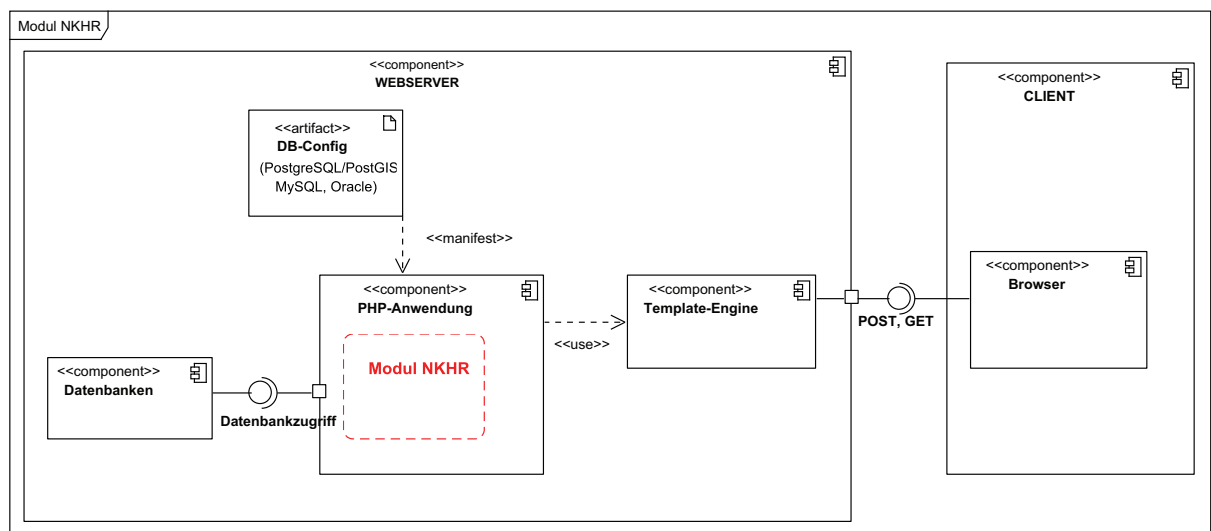 Modul NKHR
<<component>>
WEBSERVER
<<component>>
CLIENT
<<artifact>>
DB-Config
(PostgreSQL/PostGIS
MySQL, Oracle)
<<manifest>>
<<component>>
PHP-Anwendung
Modul NKHR
<<use>>
<<component>>
Template-Engine
POST, GET
<<component>>
Browser
<<component>>
Datenbanken
Datenbankzugriff